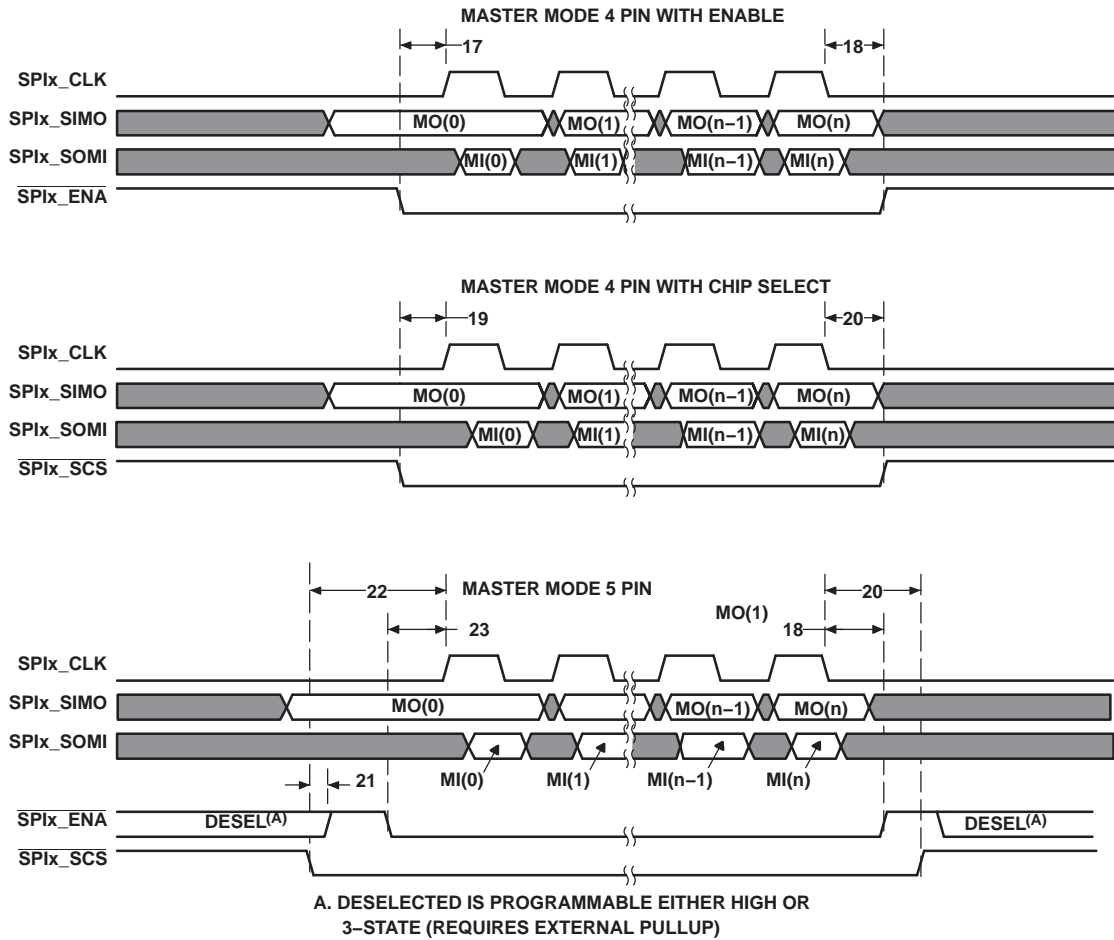 MASTER MODE 4 PIN WITH ENABLE
17
18
SPIx_CLK
SPIx_SIMO
MO(0)
MO(1)
MO(n−1)
MO(n)
SPIx_SOMI
MI(0)
MI(1)
MI(n−1)
MI(n)
SPIx_ENA
MASTER MODE 4 PIN WITH CHIP SELECT
19
20
SPIx_CLK
SPIx_SIMO
MO(0)
MO(1)
MO(n−1)
MO(n)
SPIx_SOMI
MI(0)
MI(1)
MI(n−1)
MI(n)
SPIx_SCS
22
MASTER MODE 5 PIN
20
MO(1)
23
18
SPIx_CLK
SPIx_SIMO
MO(0)
MO(n−1)
MO(n)
SPIx_SOMI
21
MI(0)
MI(1)
MI(n−1)
MI(n)
SPIx_ENA
DESEL(A)
DESEL(A)
SPIx_SCS
A. DESELECTED IS PROGRAMMABLE EITHER HIGH OR
3−STATE (REQUIRES EXTERNAL PULLUP)